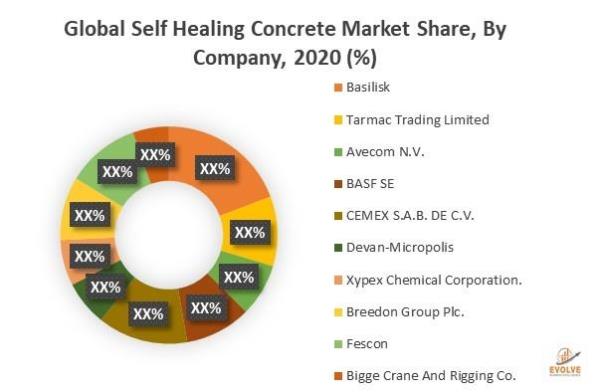 Global Self Healing Concrete Market Share, By
Company, 2020 (%)
XX%
XX%
XX%
XX%
XX%
XX%
XX%
XX%
XX%
XX%
Basilisk
Tarmac Trading Limited
Avecom N.V.
BASF SE
CEMEX S.A.B. DE C.V.
Devan-Micropolis
Xypex Chemical Corporation.
Breedon Group Plc.
Fescon
Bigge Crane And Rigging Co.
EVOLVE